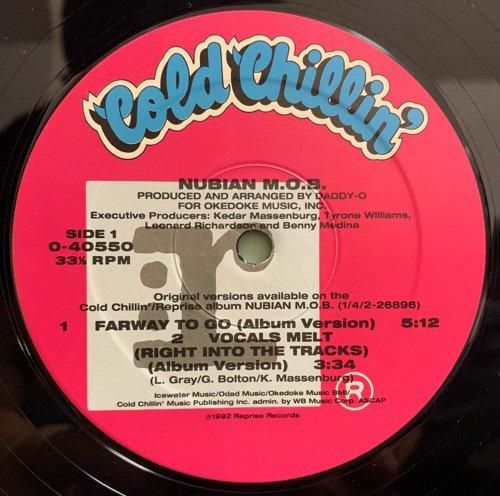 Cold Chillin'
NUBIAN M.O.B.
PRODUCED AND ARRANGED BY DADDY-O
FOR OKEDOKE MUSIC, INC.
Executive Producers: Kedar Massenburg, Tyrone Williams,
Leonard Richardson and Benny Medina
SIDE 1
0-40550
33⅓ RPM
Original versions available on the
Cold Chillin'/Reprise album NUBIAN M.O.B. (1/4/2-26896)
1 FARWAY TO GO (Album Version) 5:12
2 VOCALS MELT
(RIGHT INTO THE TRACKS)
(Album Version) 3:34
(L. Gray/G. Bolton/K. Massenburg)
Icewater Music/Odad Music/Okedoke Music BMI/
Cold Chillin' Music Publishing Inc. admin. by WB Music Corp. ASCAP
©1992 Reprise Records
r:
®